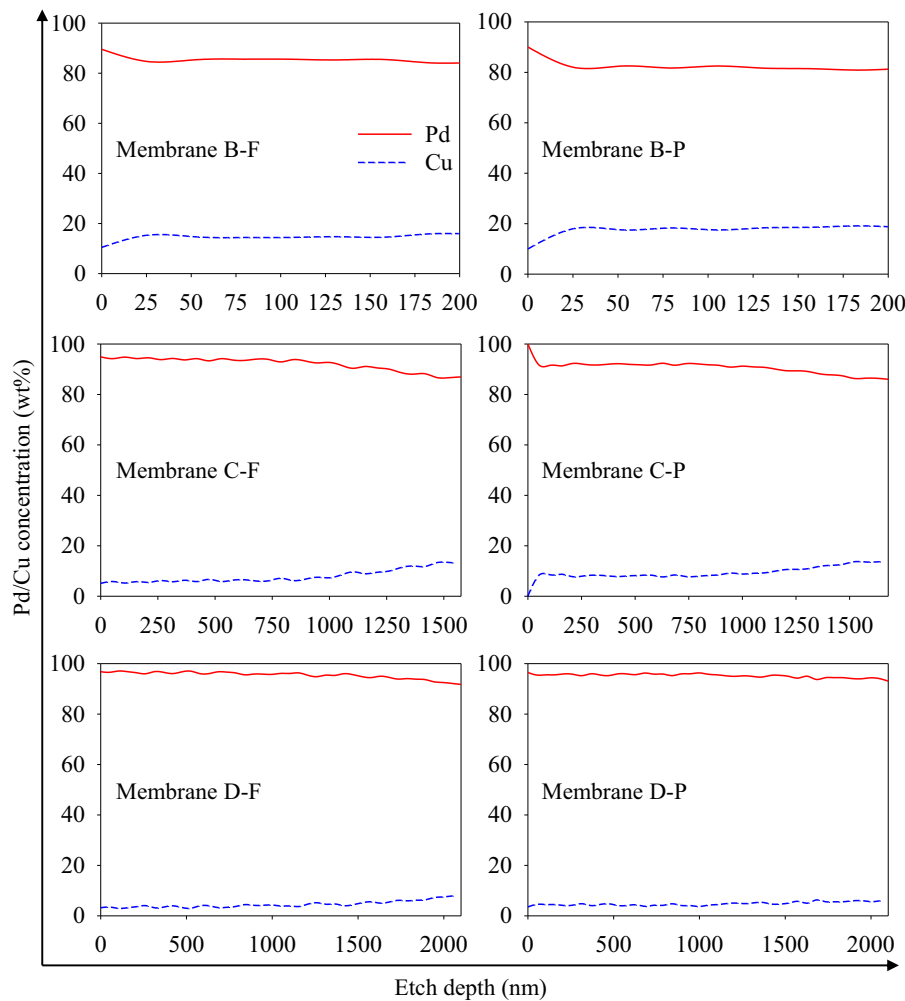 Pd/Cu concentration (wt%)
100
80
60
40
20
0
Membrane B-F
Pd
Cu
0 25 50 75 100 125 150 175 200
100
80
60
40
20
0
Membrane B-P
0 25 50 75 100 125 150 175 200
100
80
60
40
20
0
Membrane C-F
0 250 500 750 1000 1250 1500
100
80
60
40
20
0
Membrane C-P
0 250 500 750 1000 1250 1500
100
80
60
40
20
0
Membrane D-F
0 500 1000 1500 2000
100
80
60
40
20
0
Membrane D-P
0 500 1000 1500 2000
Etch depth (nm)